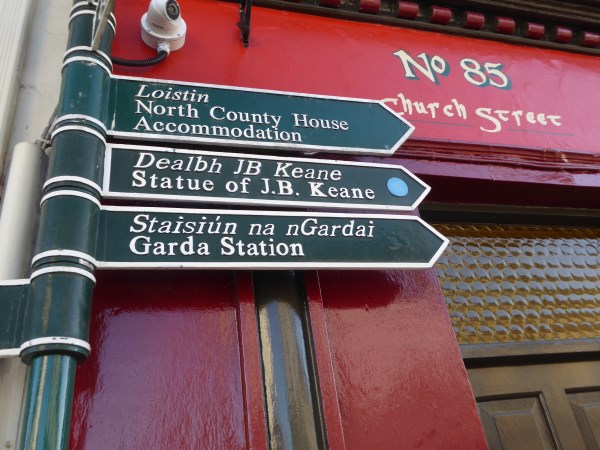 Nº 85
Church Street
Loistin
North County House
Accommodation
Dealbh JB Keane
Statue of J.B. Keane
Staisiún na nGardai
Garda Station